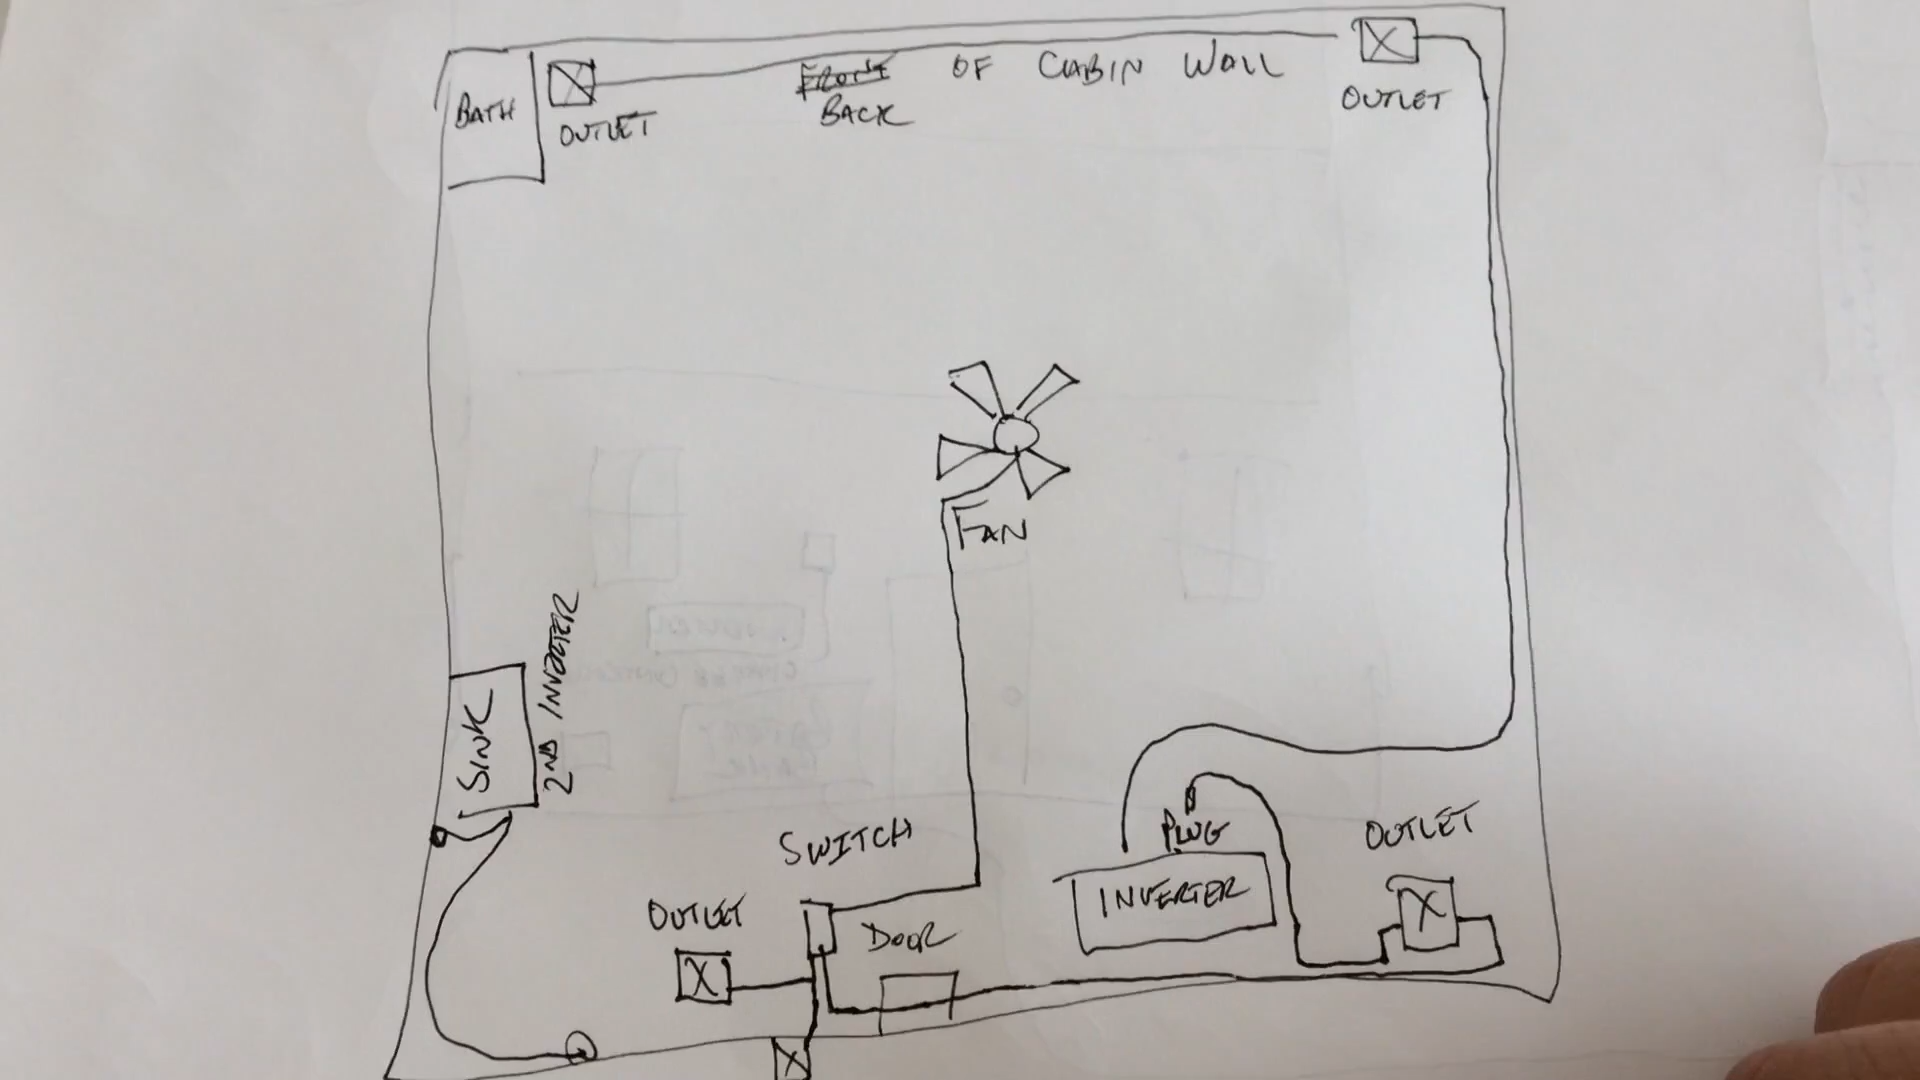 BATH
OUTLET
FRONT OF CABIN WALL
BACK
OUTLET
FAN
SINK
2ND INVERTER
SWITCH
PLUG
OUTLET
INVERTER
OUTLET
DOOR